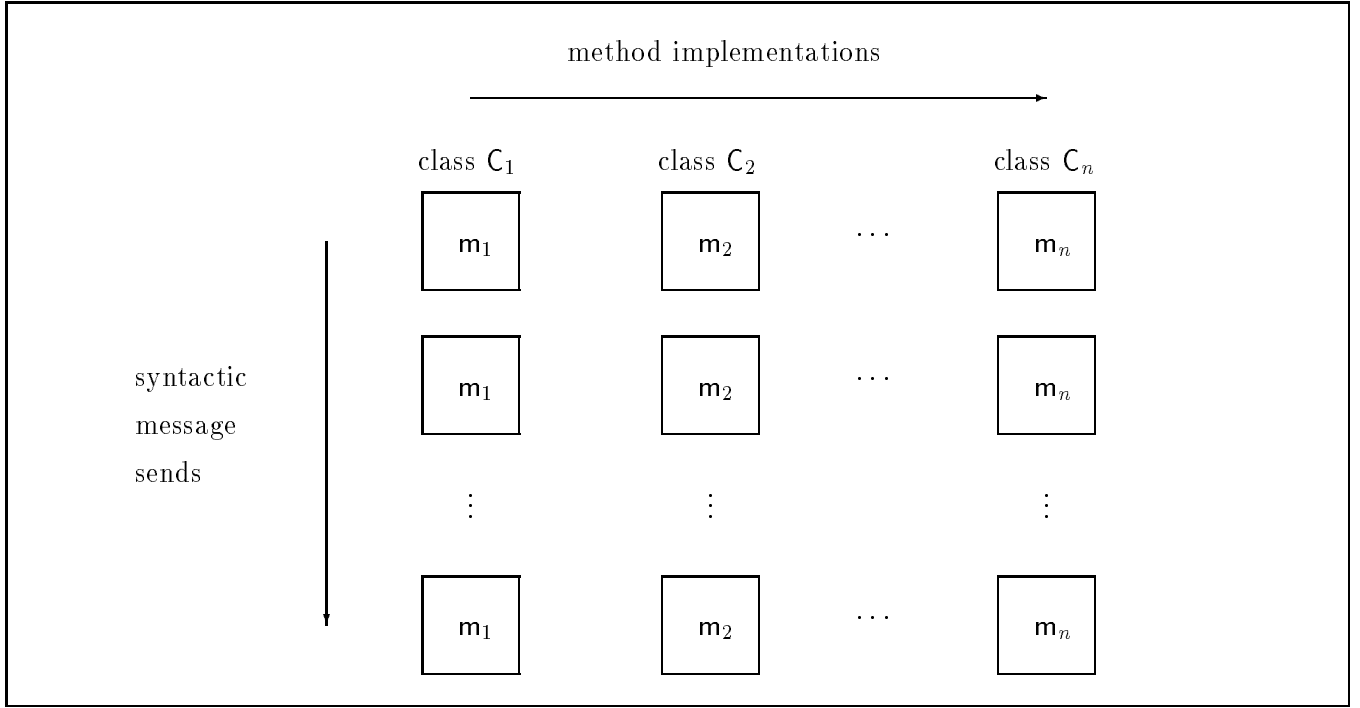 method implementations
class C₁ class C₂ class Cₙ
m₁ m₂ · · · mₙ
m₁ m₂ · · · mₙ
syntactic
message
sends
⋮ ⋮ ⋮
m₁ m₂ · · · mₙ